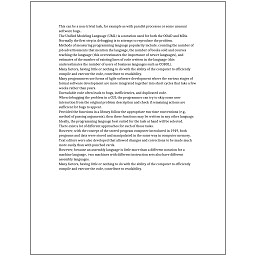 This can be a non-trivial task, for example as with parallel processes or some unusual
software bugs.
The Unified Modeling Language (UML) is a notation used for both the OOAD and MDA.
Normally the first step in debugging is to attempt to reproduce the problem.
Methods of measuring programming language popularity include: counting the number of
job advertisements that mention the language, the number of books sold and courses
teaching the language (this overestimates the importance of newer languages), and
estimates of the number of existing lines of code written in the language (this
underestimates the number of users of business languages such as COBOL).
Many factors, having little or nothing to do with the ability of the computer to efficiently
compile and execute the code, contribute to readability.
Many programmers use forms of Agile software development where the various stages of
formal software development are more integrated together into short cycles that take a few
weeks rather than years.
Unreadable code often leads to bugs, inefficiencies, and duplicated code.
When debugging the problem in a GUI, the programmer can try to skip some user
interaction from the original problem description and check if remaining actions are
sufficient for bugs to appear.
Provided the functions in a library follow the appropriate run-time conventions (e.g.,
method of passing arguments), then these functions may be written in any other language.
Ideally, the programming language best suited for the task at hand will be selected.
There exist a lot of different approaches for each of those tasks.
However, with the concept of the stored-program computer introduced in 1949, both
programs and data were stored and manipulated in the same way in computer memory.
Text editors were also developed that allowed changes and corrections to be made much
more easily than with punched cards.
However, because an assembly language is little more than a different notation for a
machine language, two machines with different instruction sets also have different
assembly languages.
Many factors, having little or nothing to do with the ability of the computer to efficiently
compile and execute the code, contribute to readability.